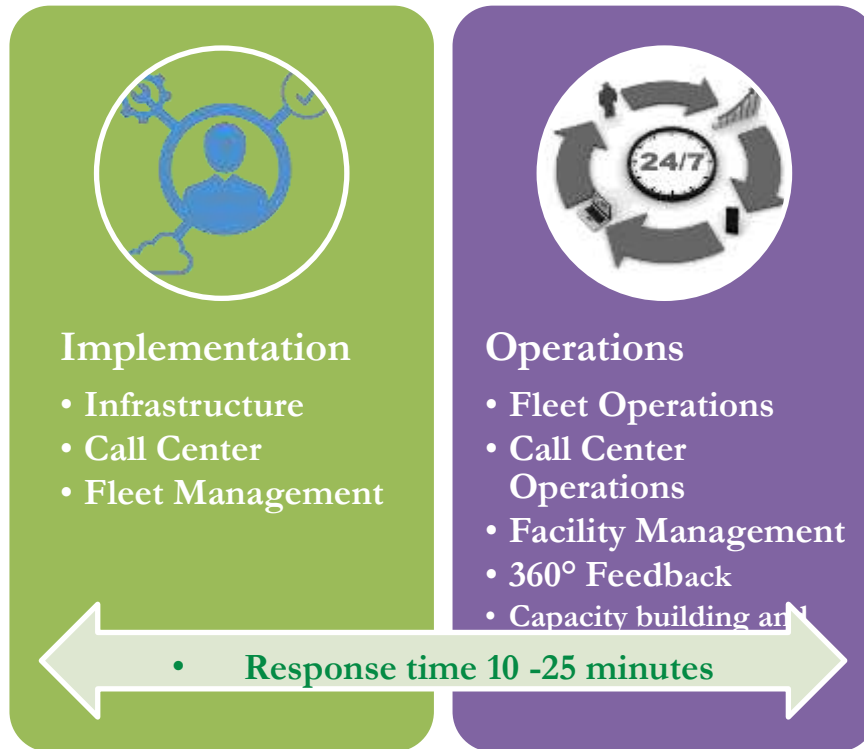 24/7
Implementation
• Infrastructure
• Call Center
• Fleet Management
Operations
• Fleet Operations
• Call Center
Operations
• Facility Management
• 360° Feedback
• Capacity building and
• Response time 10 -25 minutes